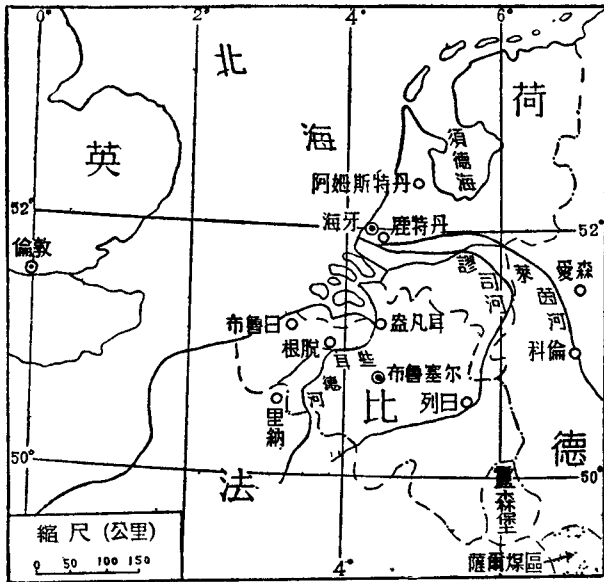 0° 2° 4° 6°
北
荷
英
海
須德海
阿姆斯特丹
52°
海牙
鹿特丹
52°
倫敦
謬司河
萊茵河
愛森
布魯日
盎凡耳
根脫
耳些德河
科倫
布魯塞尔
里納
比
列日
50°
法
德
50°
盧森堡
縮尺(公里)
0 50 100 150
薩爾煤區
4° 6°